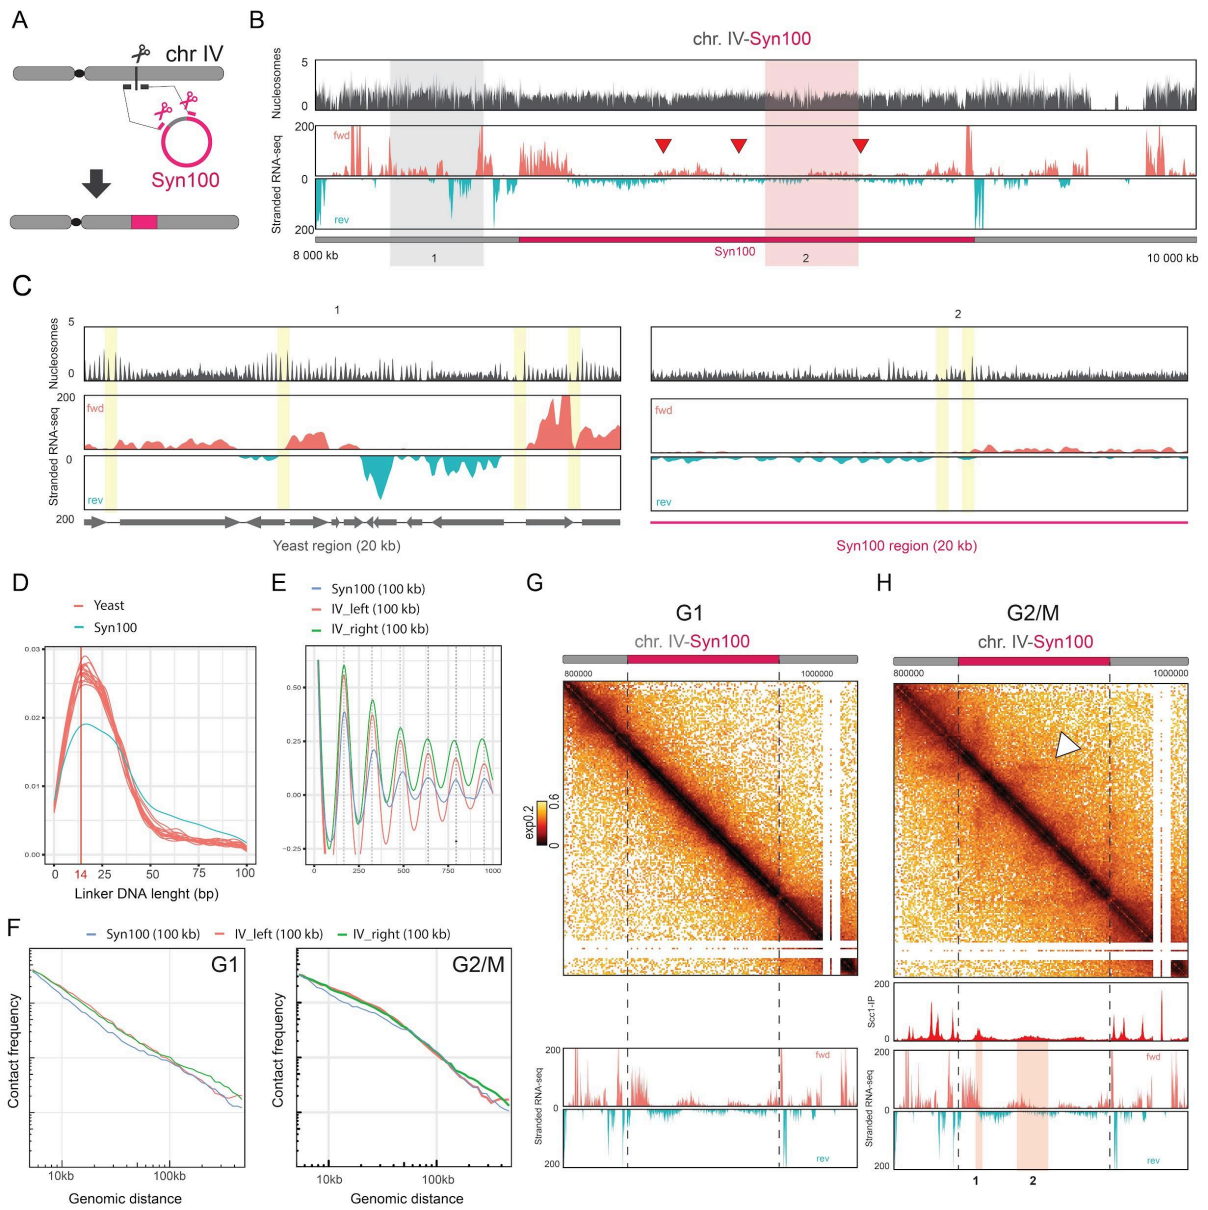 A
chr IV
Syn100
B
chr. IV-Syn100
Nucleosomes
5
0
Stranded RNA-seq
200
fwd
0
rev
200
Syn100
8 000 kb
1
2
10 000 kb
C
1
2
Nucleosomes
5
0
Stranded RNA-seq
200
fwd
fwd
0
rev
rev
200
Yeast region (20 kb)
Syn100 region (20 kb)
D
Yeast
Syn100
0.03
0.02
0.01
0.00
0
14
25
50
75
100
Linker DNA lenght (bp)
E
Syn100 (100 kb)
IV_left (100 kb)
IV_right (100 kb)
0.50
0.25
0.00
-0.25
0
250
500
750
1000
F
Syn100 (100 kb)
IV_left (100 kb)
IV_right (100 kb)
G1
G2/M
Contact frequency
Contact frequency
10kb
100kb
10kb
100kb
Genomic distance
Genomic distance
G
G1
chr. IV-Syn100
800000
1000000
exp0.2
0.6
0
Stranded RNA-seq
200
fwd
0
rev
200
H
G2/M
chr. IV-Syn100
800000
1000000
Scc1-IP
200
0
Stranded RNA-seq
200
fwd
0
rev
200
1
2